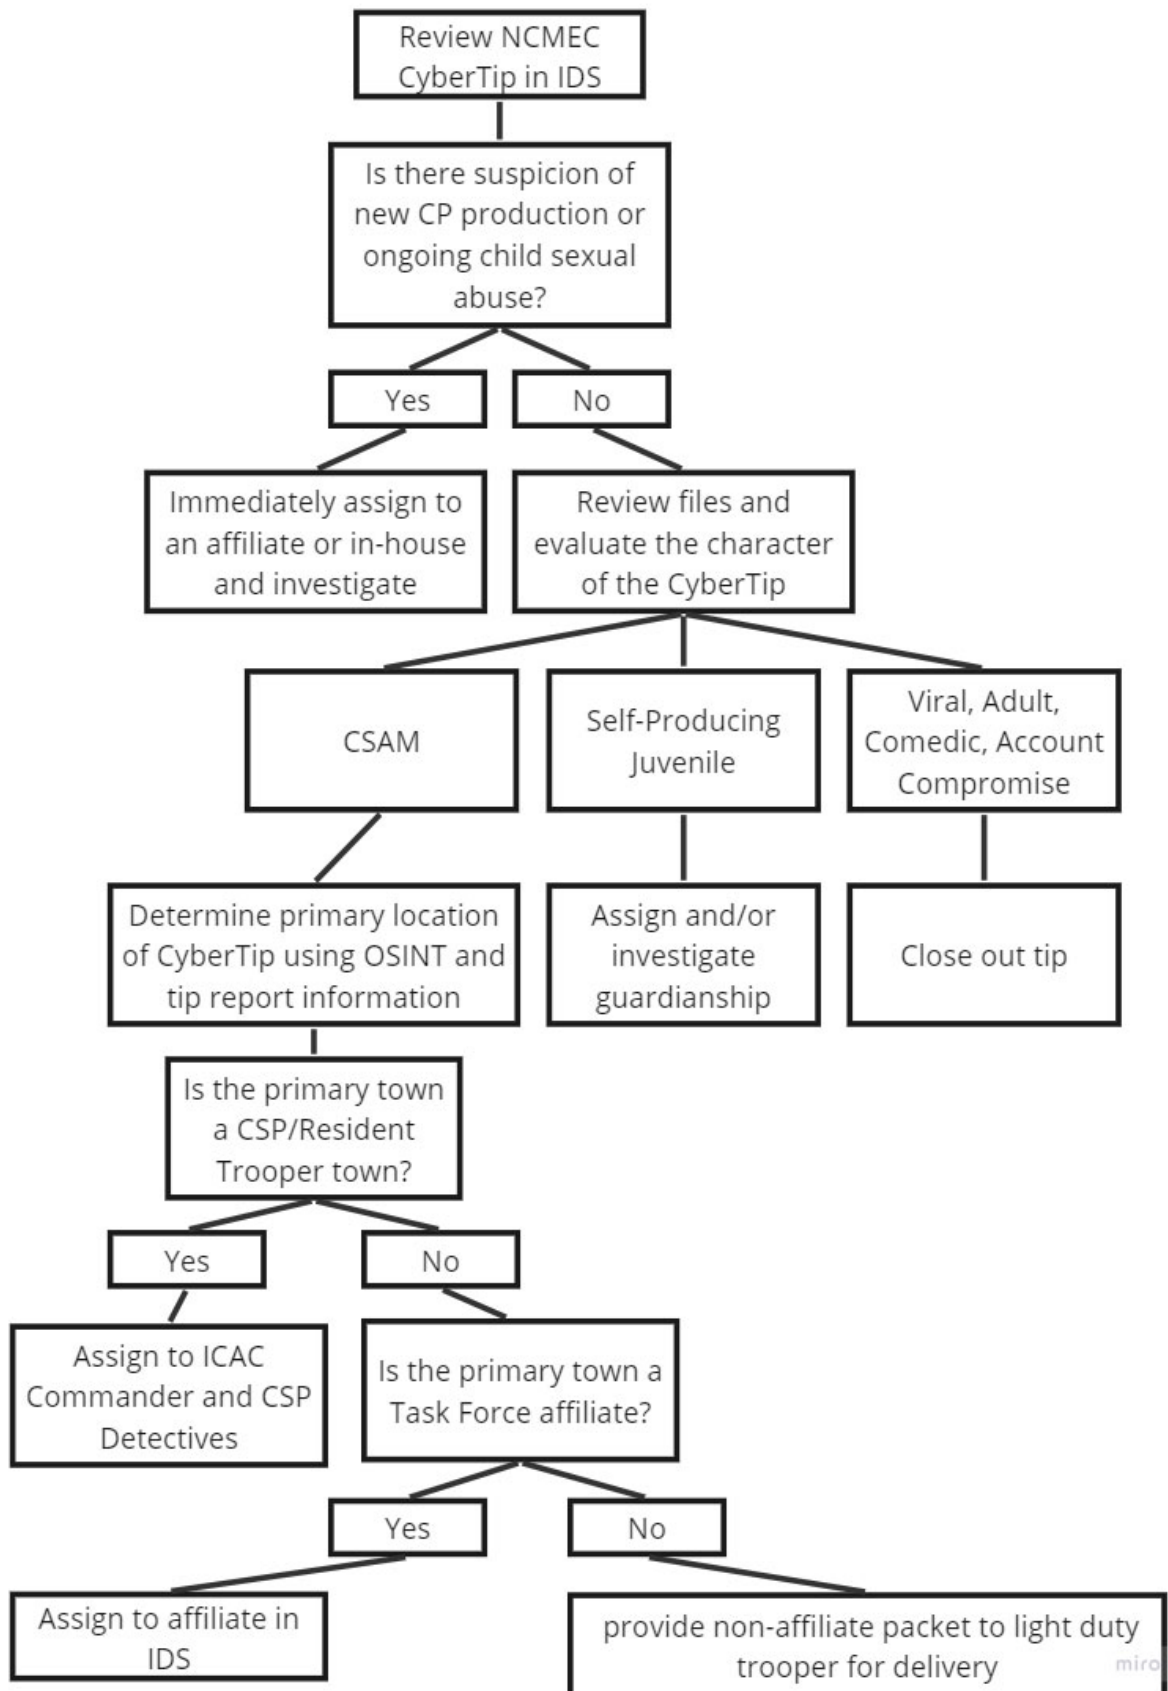 Review NCMEC
CyberTip in IDS
Is there suspicion of
new CP production or
ongoing child sexual
abuse?
Yes
No
Immediately assign to
an affiliate or in-house
and investigate
Review files and
evaluate the character
of the CyberTip
CSAM
Self-Producing
Juvenile
Viral, Adult,
Comedic, Account
Compromise
Determine primary location
of CyberTip using OSINT and
tip report information
Assign and/or
investigate
guardianship
Close out tip
Is the primary town
a CSP/Resident
Trooper town?
Yes
No
Assign to ICAC
Commander and CSP
Detectives
Is the primary town a
Task Force affiliate?
Yes
No
Assign to affiliate in
IDS
provide non-affiliate packet to light duty
trooper for delivery
miro